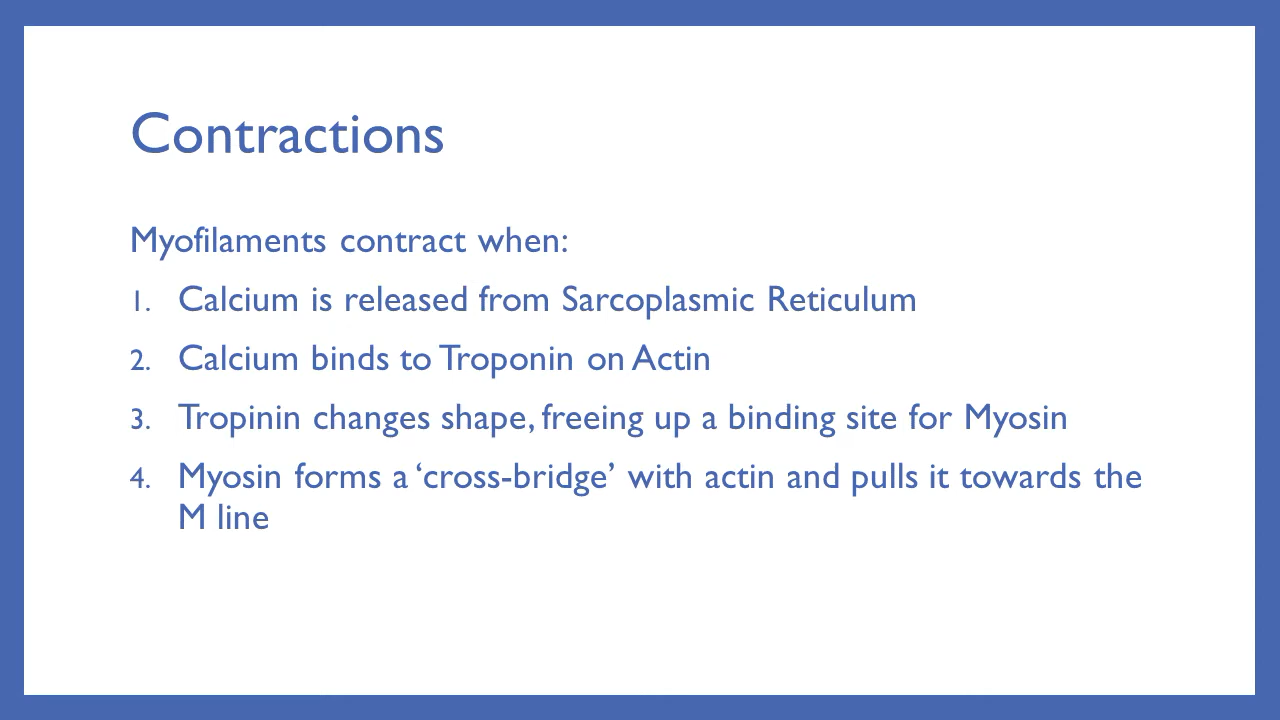 Contractions
Myofilaments contract when:
1. Calcium is released from Sarcoplasmic Reticulum
2. Calcium binds to Troponin on Actin
3. Tropinin changes shape, freeing up a binding site for Myosin
4. Myosin forms a ‘cross-bridge’ with actin and pulls it towards the
M line